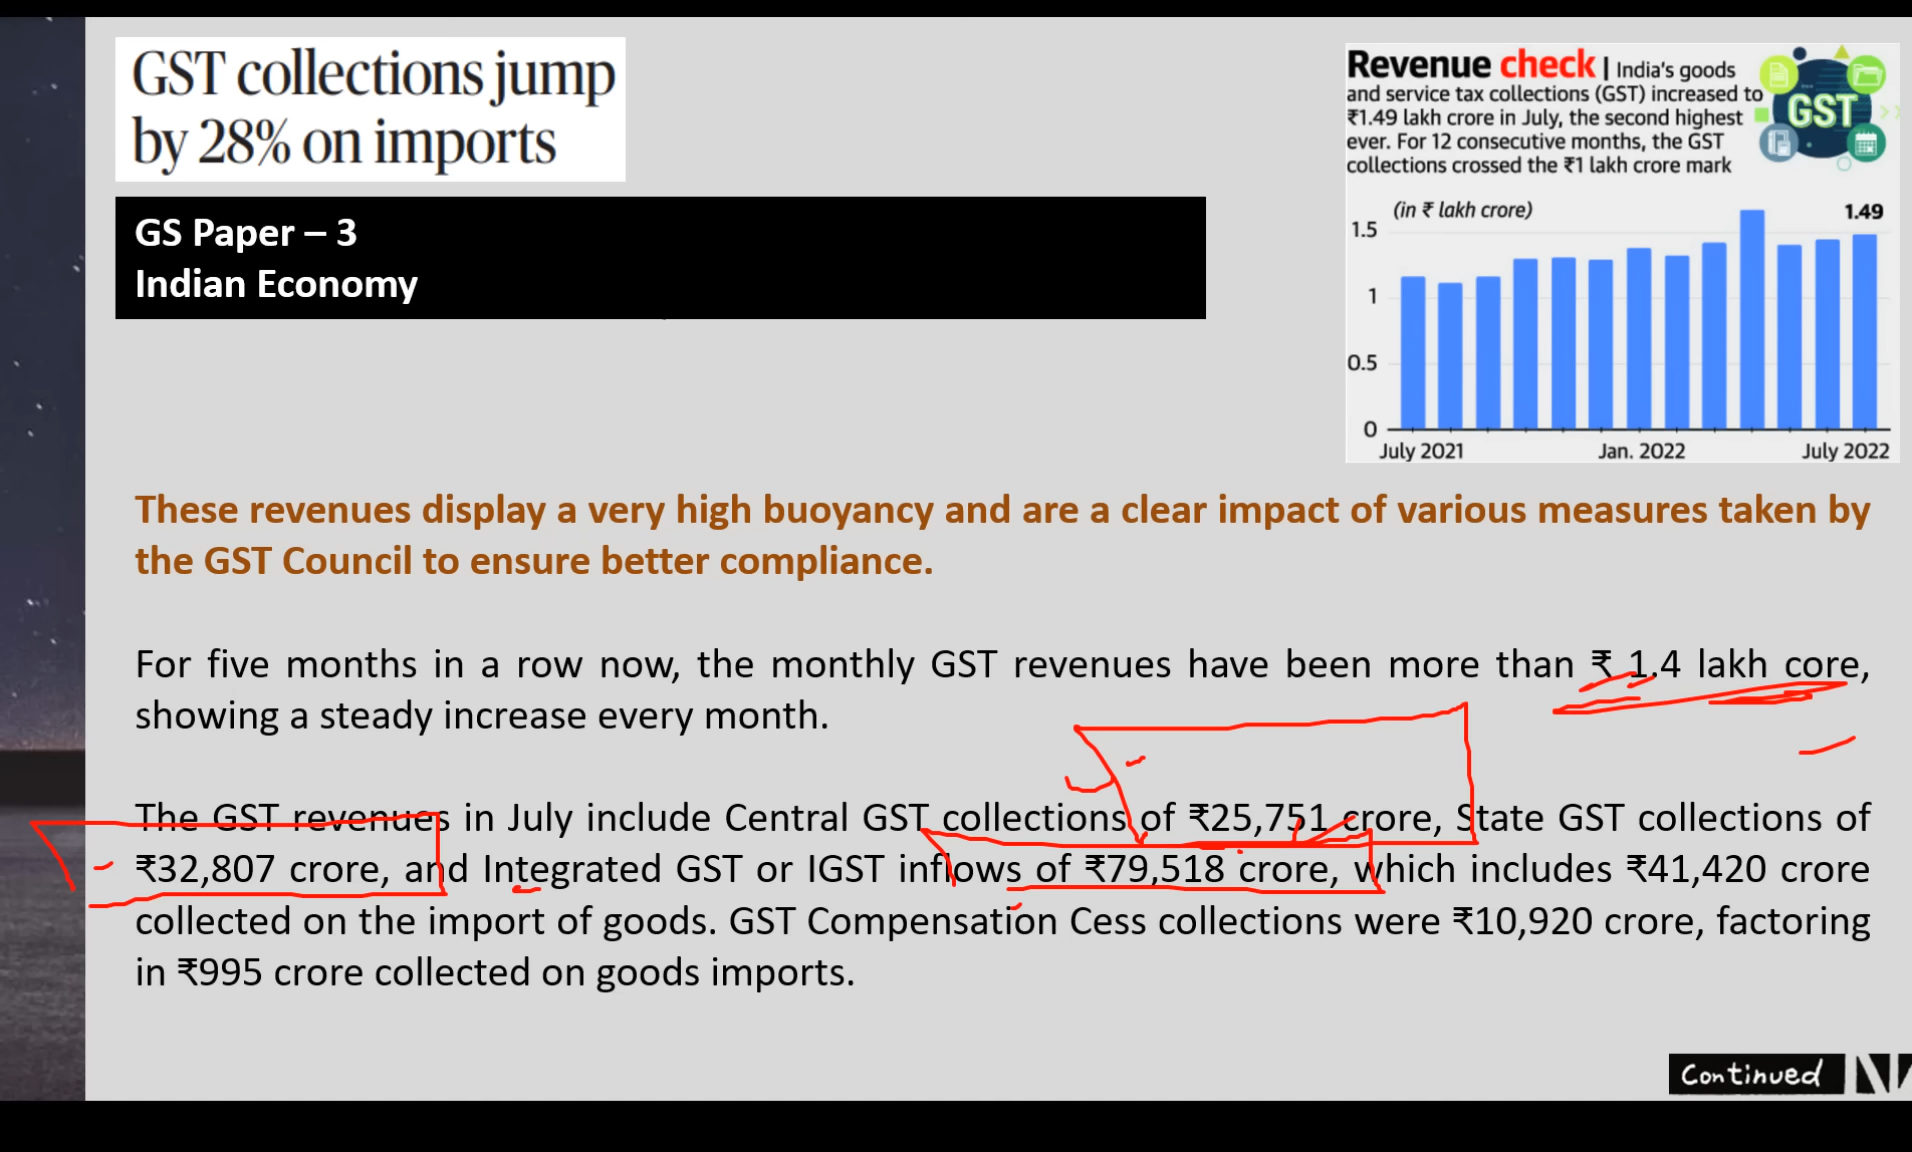 GST collections jump
by 28% on imports
GS Paper – 3
Indian Economy
Revenue check | India's goods
and service tax collections (GST) increased to
₹1.49 lakh crore in July, the second highest
ever. For 12 consecutive months, the GST
collections crossed the ₹1 lakh crore mark
GST
(in ₹ lakh crore)
1.49
1.5
1
0.5
0
July 2021 Jan. 2022 July 2022
These revenues display a very high buoyancy and are a clear impact of various measures taken by
the GST Council to ensure better compliance.
For five months in a row now, the monthly GST revenues have been more than ₹ 1.4 lakh core,
showing a steady increase every month.
The GST revenues in July include Central GST collections of ₹25,751 crore, State GST collections of
₹32,807 crore, and Integrated GST or IGST inflows of ₹79,518 crore, which includes ₹41,420 crore
collected on the import of goods. GST Compensation Cess collections were ₹10,920 crore, factoring
in ₹995 crore collected on goods imports.
Continued